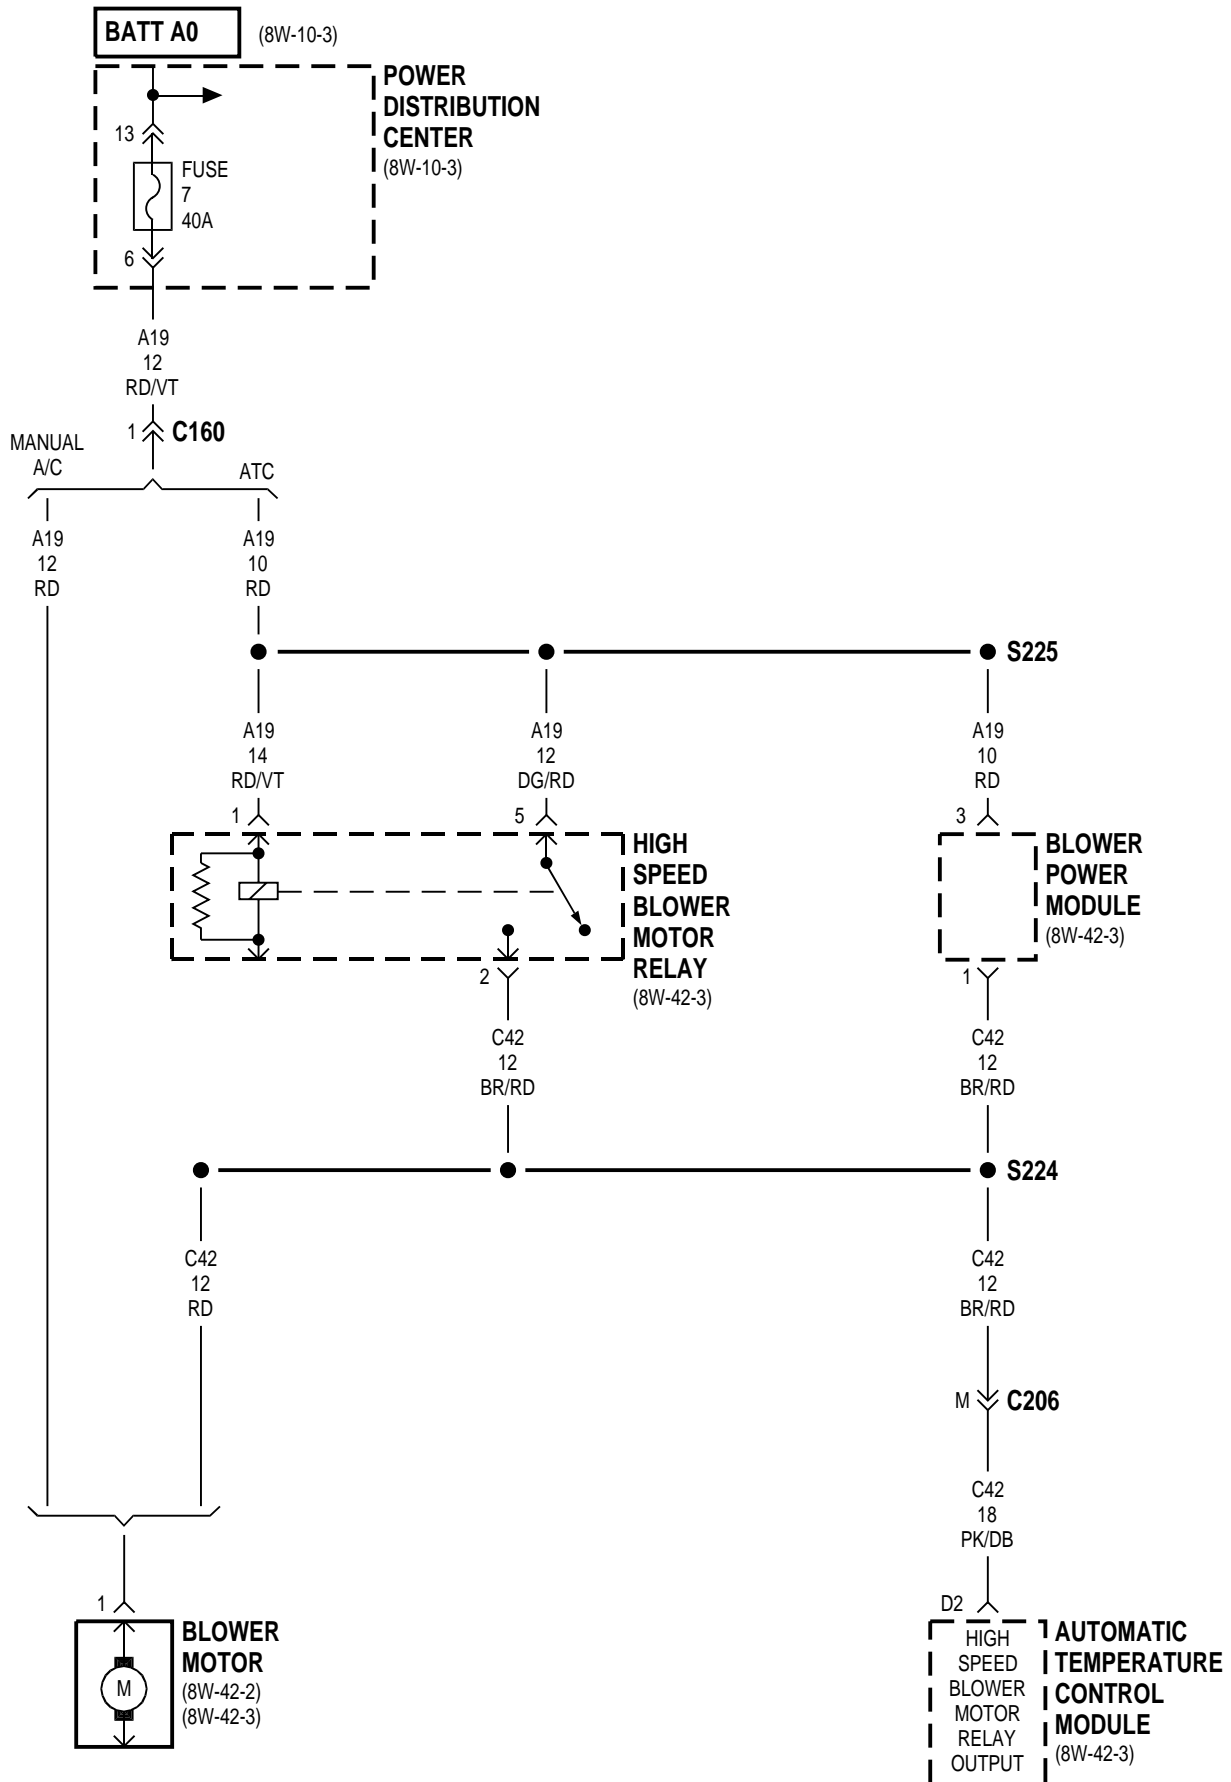 BATT A0
(8W-10-3)
POWER
DISTRIBUTION
CENTER
(8W-10-3)
13
FUSE
7
40A
6
A19
12
RD/VT
1
C160
MANUAL
A/C
ATC
A19
12
RD
A19
10
RD
S225
A19
14
RD/VT
A19
12
DG/RD
A19
10
RD
1
5
3
HIGH
SPEED
BLOWER
MOTOR
RELAY
(8W-42-3)
BLOWER
POWER
MODULE
(8W-42-3)
2
1
C42
12
BR/RD
C42
12
BR/RD
S224
C42
12
RD
C42
12
BR/RD
M
C206
C42
18
PK/DB
1
D2
BLOWER
MOTOR
(8W-42-2)
(8W-42-3)
M
HIGH
SPEED
BLOWER
MOTOR
RELAY
OUTPUT
AUTOMATIC
TEMPERATURE
CONTROL
MODULE
(8W-42-3)